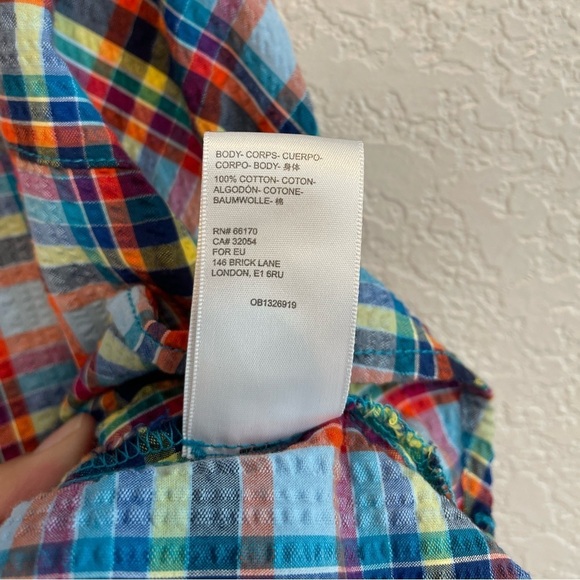 BODY- CORPS- CUERPO-
CORPO- BODY- 身体
100% COTTON- COTON-
ALGODÓN- COTONE-
BAUMWOLLE- 棉
RN# 66170
CA# 32054
FOR EU
146 BRICK LANE
LONDON, E1 6RU
OB1326919